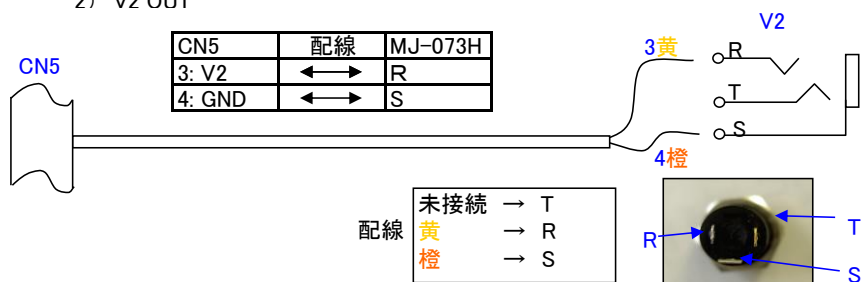 2) V2 OUT
V2
CN5 配線 MJ-073H
3: V2 ←→ R
4: GND ←→ S
CN5
3黄
R
T
S
4橙
配線
未接続 → T
黄 → R
橙 → S
R
T
S